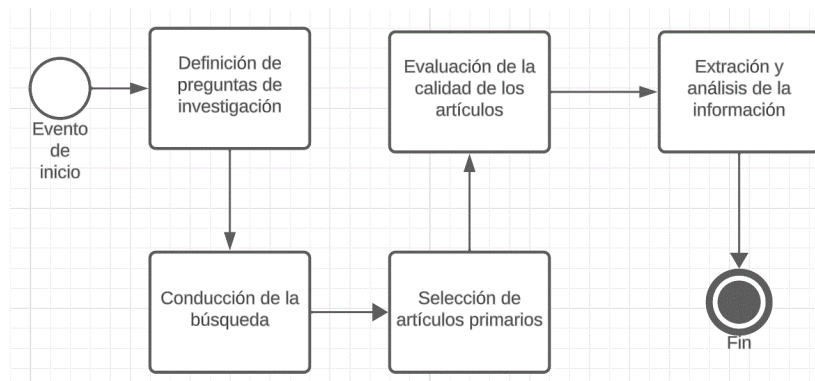 Evento
de
inicio
Definición de
preguntas de
investigación
Conducción de la
búsqueda
Selección de
artículos primarios
Evaluación de la
calidad de los
artículos
Extración y
análisis de la
información
Fin